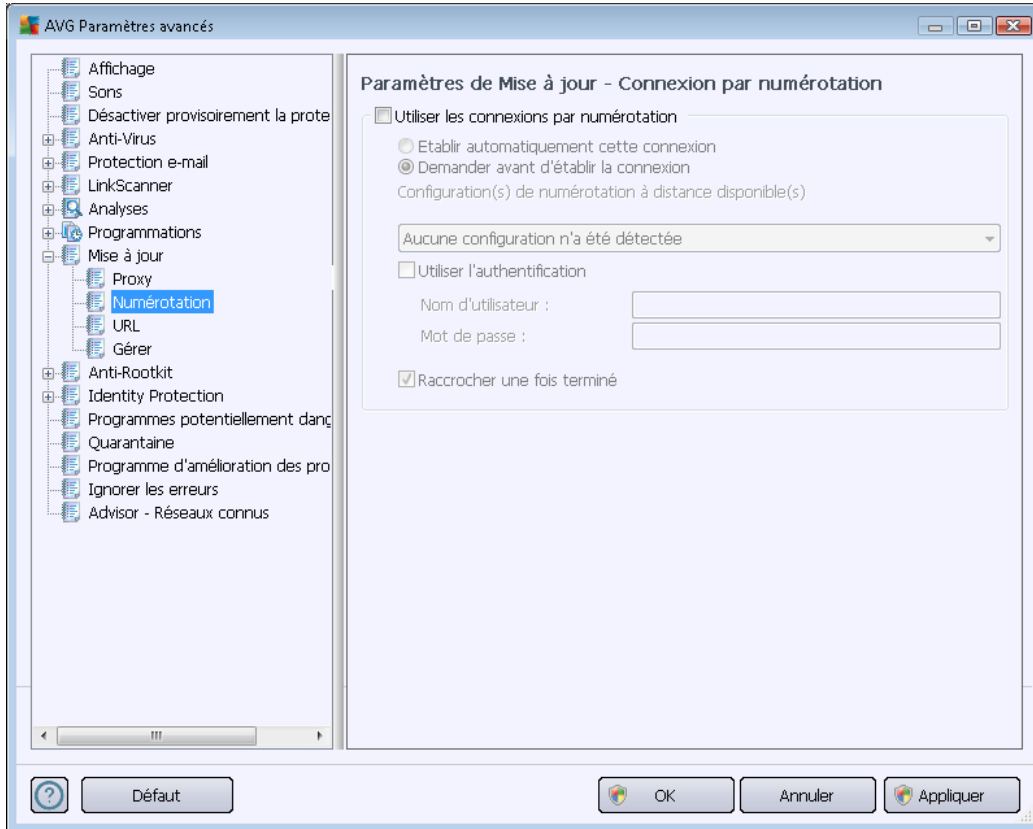 AVG Paramètres avancés
Affichage
Sons
Désactiver provisoirement la prote
Anti-Virus
Protection e-mail
LinkScanner
Analyses
Programmations
Mise à jour
Proxy
Numérotation
URL
Gérer
Anti-Rootkit
Identity Protection
Programmes potentiellement dang
Quarantaine
Programme d'amélioration des pro
Ignorer les erreurs
Advisor - Réseaux connus
Paramètres de Mise à jour - Connexion par numérotation
Utiliser les connexions par numérotation
Etablir automatiquement cette connexion
Demander avant d'établir la connexion
Configuration(s) de numérotation à distance disponible(s)
Aucune configuration n'a été détectée
Utiliser l'authentification
Nom d'utilisateur :
Mot de passe :
Raccrocher une fois terminé
Défaut
OK
Annuler
Appliquer